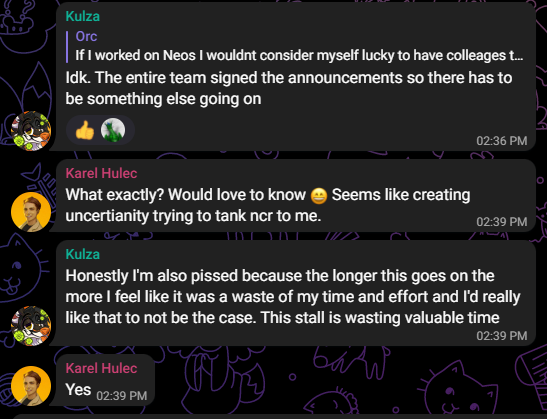 Kulza
Orc
If I worked on Neos I wouldnt consider myself lucky to have colleages t...
Idk. The entire team signed the announcements so there has to
be something else going on
02:36 PM
Karel Hulec
What exactly? Would love to know 😀 Seems like creating
uncertianity trying to tank ncr to me.
02:39 PM
Kulza
Honestly I'm also pissed because the longer this goes on the
more I feel like it was a waste of my time and effort and I'd really
like that to not be the case. This stall is wasting valuable time
02:39 PM
Karel Hulec
Yes 02:39 PM